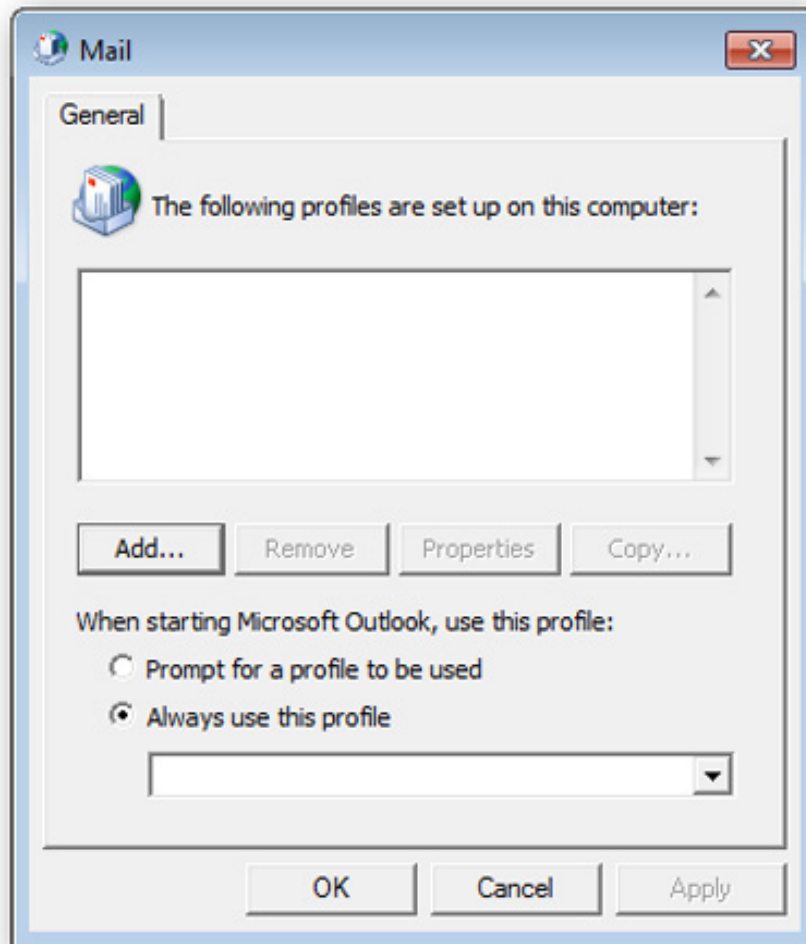 Mail
General
The following profiles are set up on this computer:
Add...
Remove
Properties
Copy...
When starting Microsoft Outlook, use this profile:
Prompt for a profile to be used
Always use this profile
OK
Cancel
Apply